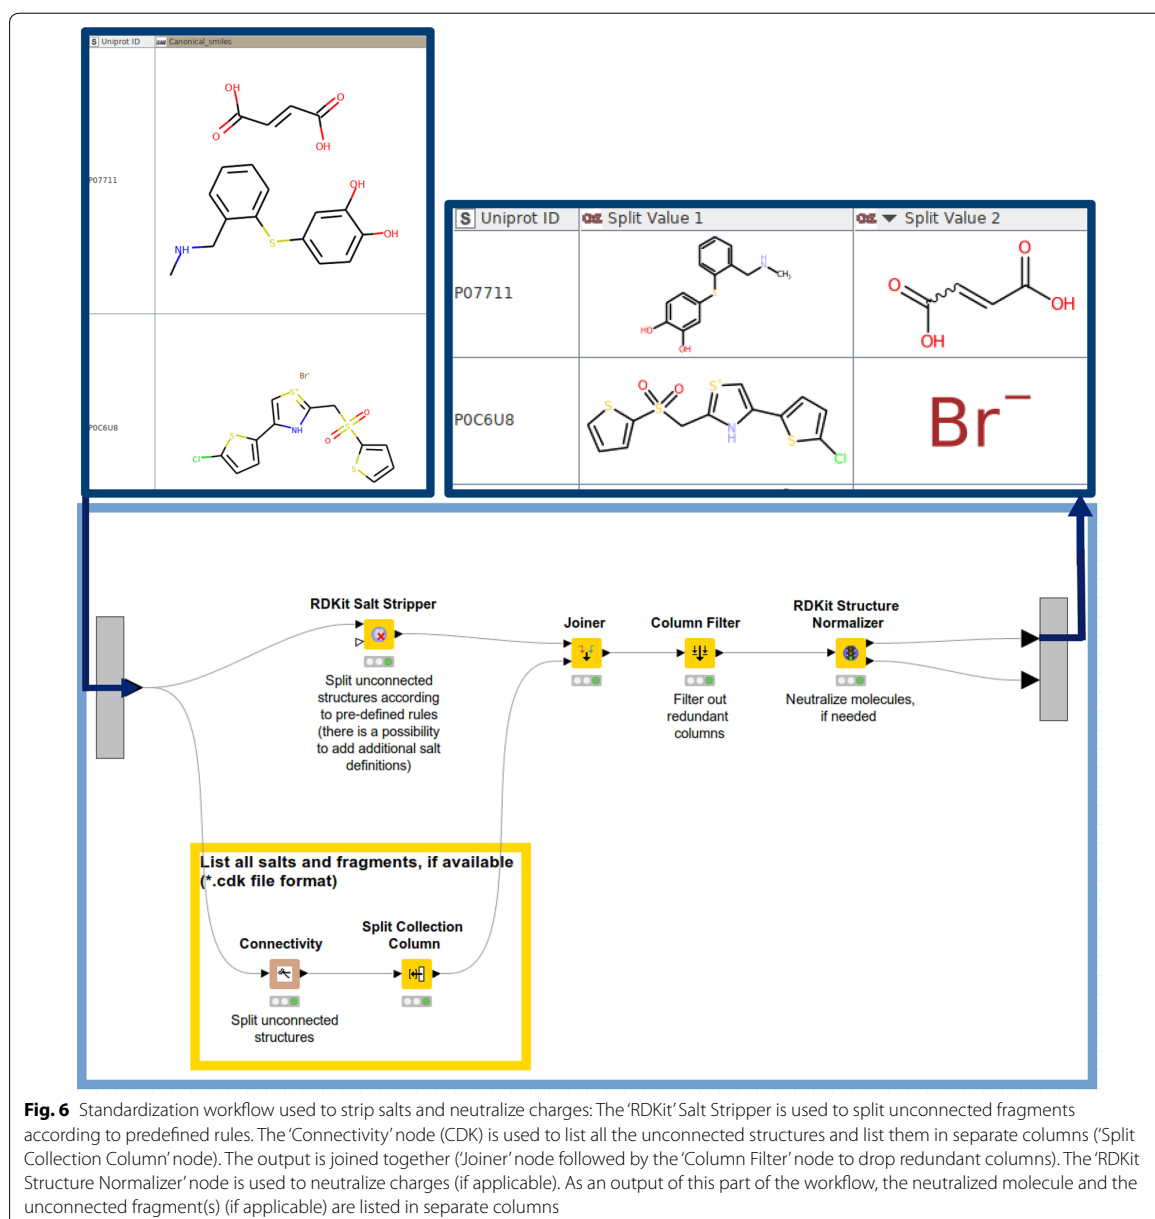 S Uniprot ID SMI Canonical_smiles
OH
O
O
OH
P07711
OH
OH
S
NH
Br-
S+
P0C6U8
NH
O
S
O
S
Cl
S
S Uniprot ID Split Value 1 Split Value 2
P07711
H
N
CH3
S
HO
OH
O
O
OH
OH
P0C6U8
O
O
S
S
S+
N
H
S
Cl
Br−
RDKit Salt Stripper
Split unconnected
structures according
to pre-defined rules
(there is a possibility
to add additional salt
definitions)
Joiner
Column Filter
Filter out
redundant
columns
RDKit Structure
Normalizer
Neutralize molecules,
if needed
List all salts and fragments, if available
(*.cdk file format)
Connectivity
Split unconnected
structures
Split Collection
Column
Fig. 6 Standardization workflow used to strip salts and neutralize charges: The ‘RDKit’ Salt Stripper is used to split unconnected fragments
according to predefined rules. The ‘Connectivity’ node (CDK) is used to list all the unconnected structures and list them in separate columns (‘Split
Collection Column’ node). The output is joined together (‘Joiner’ node followed by the ‘Column Filter’ node to drop redundant columns). The ‘RDKit
Structure Normalizer’ node is used to neutralize charges (if applicable). As an output of this part of the workflow, the neutralized molecule and the
unconnected fragment(s) (if applicable) are listed in separate columns